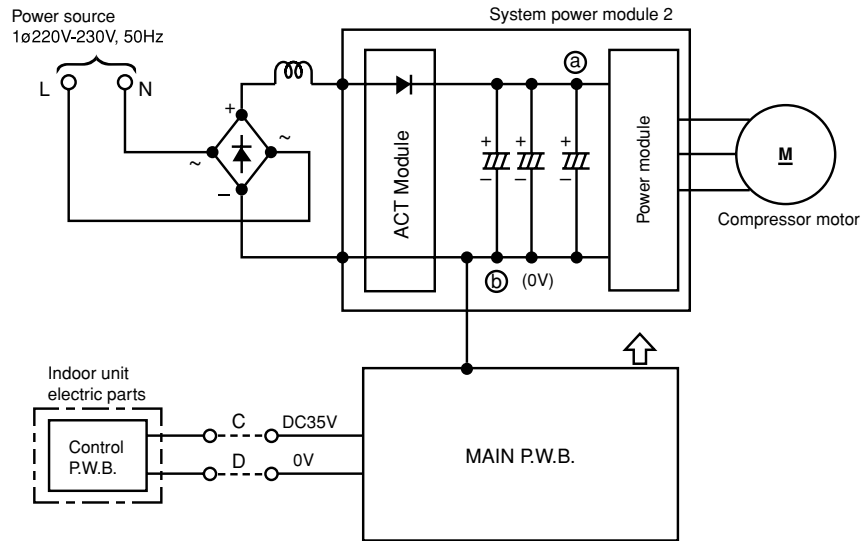 System power module 2
Power source
1ø220V-230V, 50Hz
L
N
+
~
~
−
ACT Module
ⓐ
+
−
+
−
+
−
ⓑ
(0V)
Power module
M
Compressor motor
Indoor unit
electric parts
Control
P.W.B.
C
DC35V
D
0V
MAIN P.W.B.